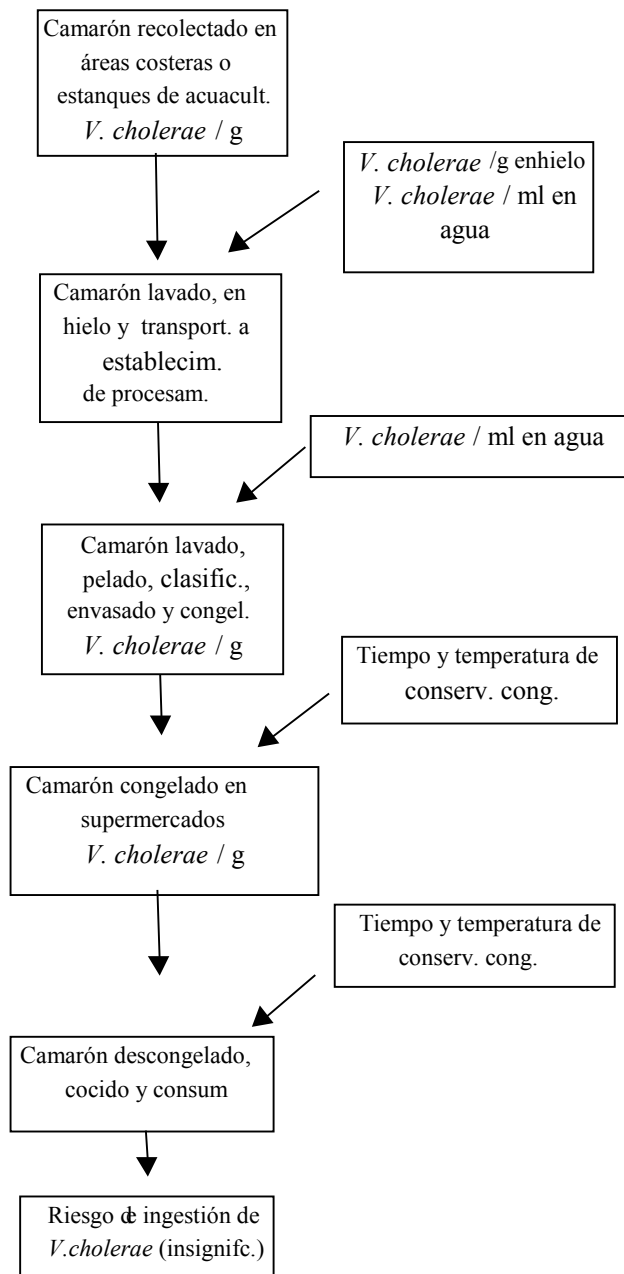 Camarón recolectado en
áreas costeras o
estanques de acuacult.
V. cholerae / g
V. cholerae /g enhielo
V. cholerae / ml en
agua
Camarón lavado, en
hielo y transport. a
establecim.
de procesam.
V. cholerae / ml en agua
Camarón lavado,
pelado, clasific.,
envasado y congel.
V. cholerae / g
Tiempo y temperatura de
conserv. cong.
Camarón congelado en
supermercados
V. cholerae / g
Tiempo y temperatura de
conserv. cong.
Camarón descongelado,
cocido y consum
Riesgo de ingestión de
V.cholerae (insignifc.)